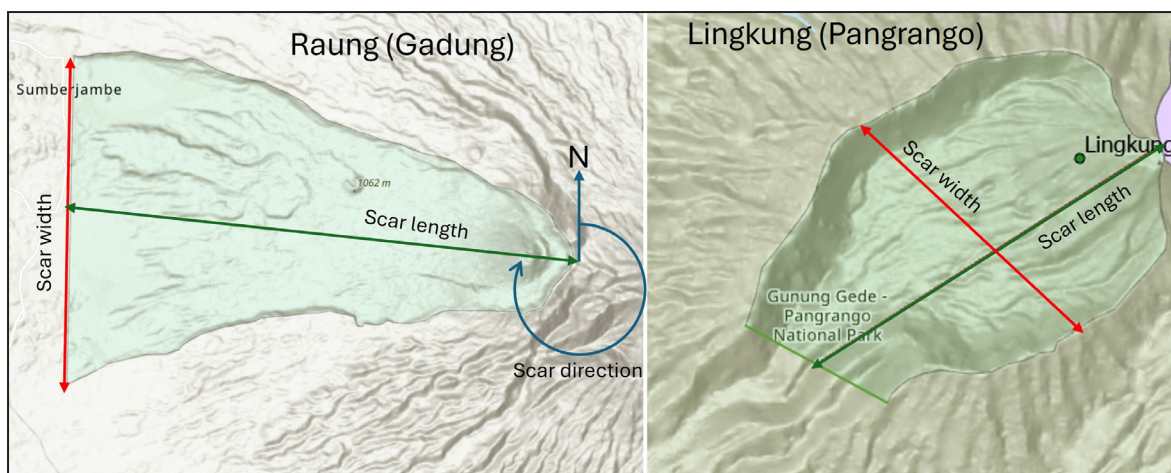 Raung (Gadung)
Sumberjambe
N
1062 m
Scar length
Scar width
Scar direction
Lingkung (Pangrango)
Lingkung
Scar width
Scar length
Gunung Gede -
Pangrango
National Park